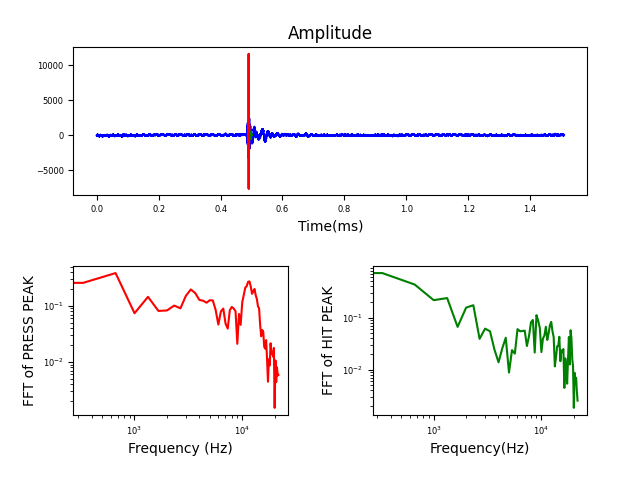 Amplitude
10000
5000
0
−5000
0.0 0.2 0.4 0.6 0.8 1.0 1.2 1.4
Time(ms)
FFT of PRESS PEAK
10⁻¹
10⁻²
10³ 10⁴
Frequency (Hz)
FFT of HIT PEAK
10⁻¹
10⁻²
10³ 10⁴
Frequency(Hz)